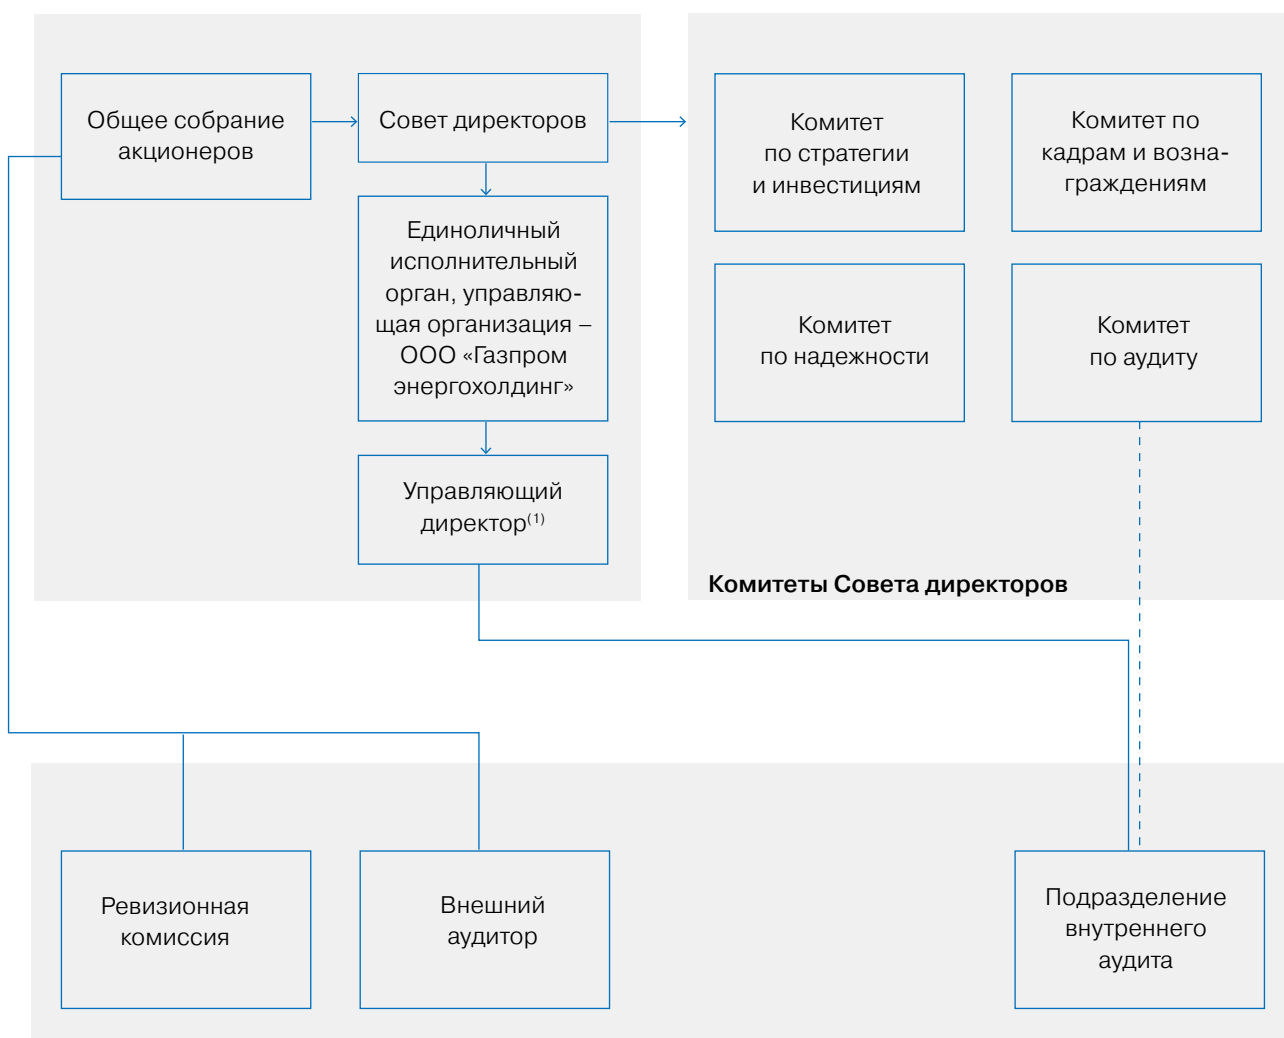 Общее собрание
акционеров
Совет директоров
Единоличный
исполнительный
орган, управляю-
щая организация –
ООО «Газпром
энергохолдинг»
Управляющий
директор(1)
Комитет
по стратегии
и инвестициям
Комитет по
кадрам и возна-
граждениям
Комитет
по надежности
Комитет
по аудиту
Комитеты Совета директоров
Ревизионная
комиссия
Внешний
аудитор
Подразделение
внутреннего
аудита